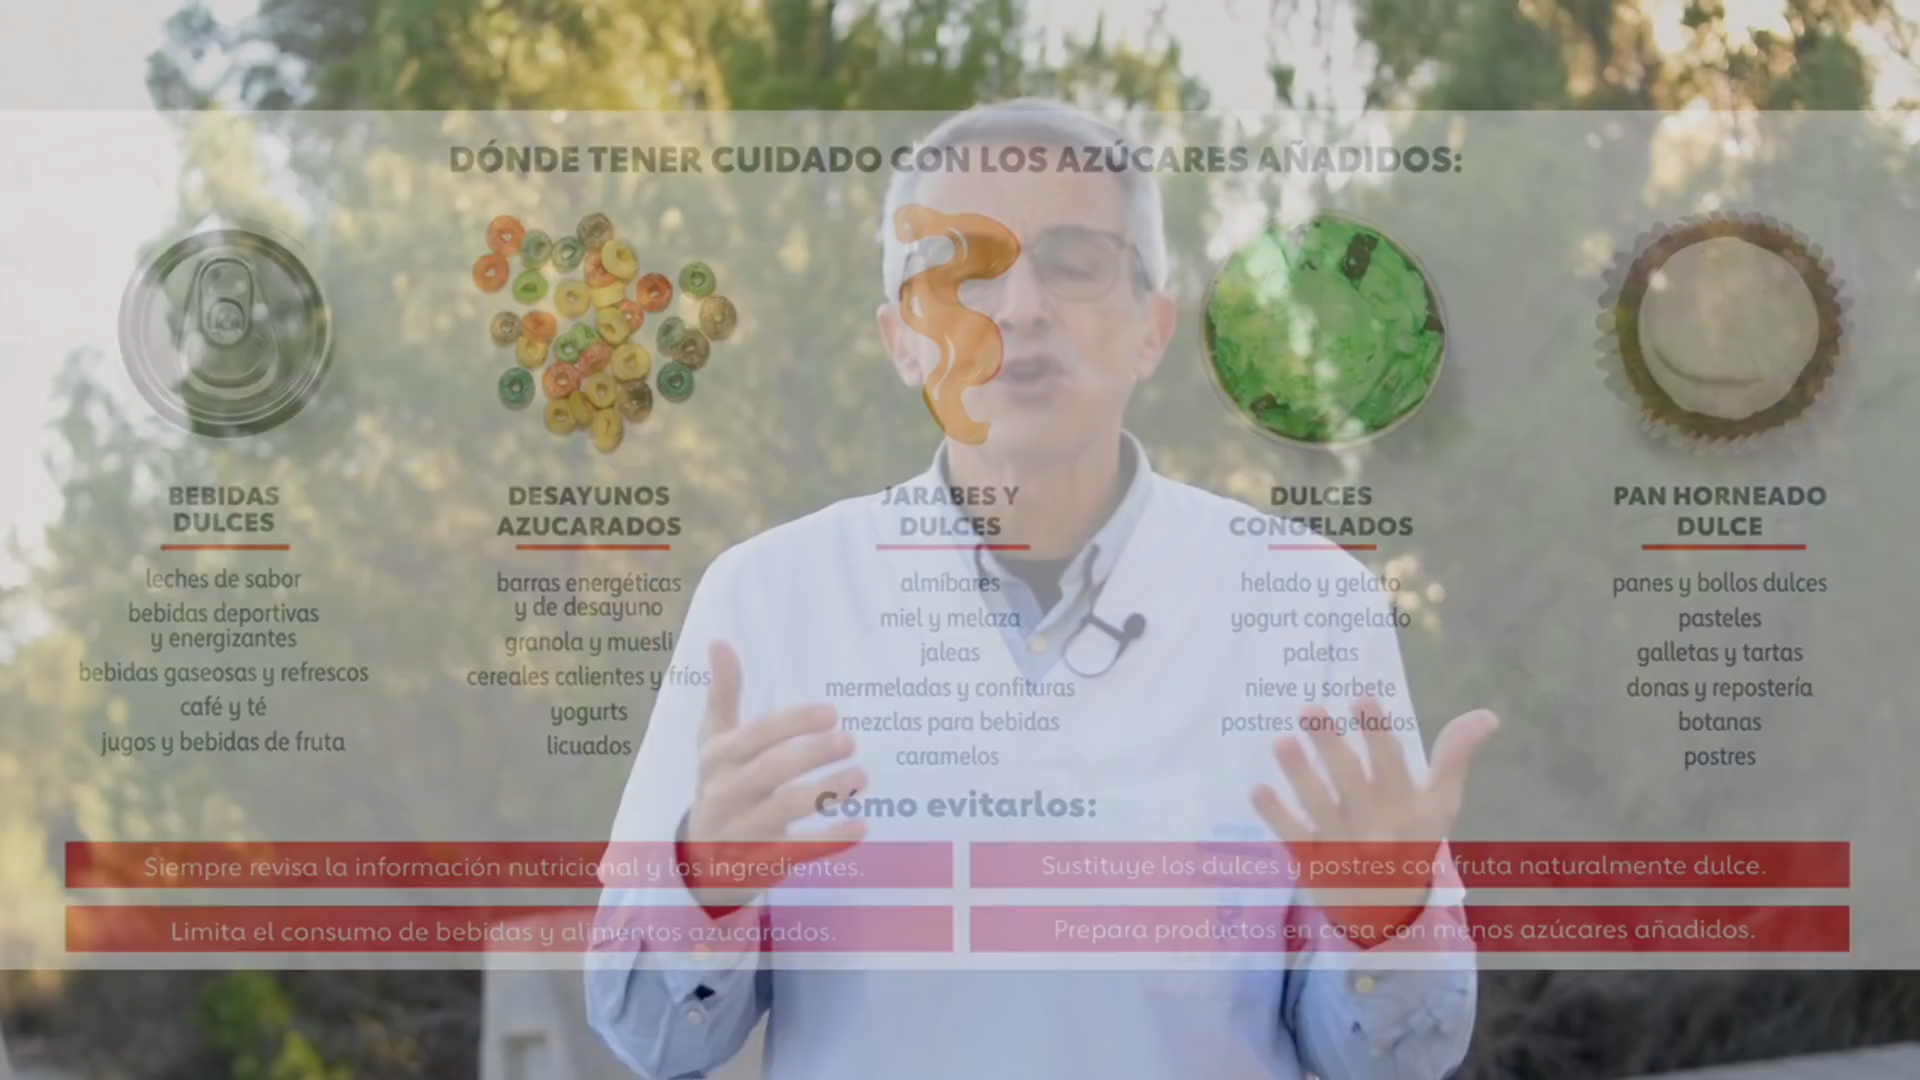 DÓNDE TENER CUIDADO CON LOS AZÚCARES AÑADIDOS:
BEBIDAS
DULCES
leches de sabor
bebidas deportivas
y energizantes
bebidas gaseosas y refrescos
café y té
jugos y bebidas de fruta
DESAYUNOS
AZUCARADOS
barras energéticas
y de desayuno
granola y muesli
cereales calientes y fríos
yogurts
licuados
JARABES Y
DULCES
almíbares
miel y melaza
jaleas
mermeladas y confituras
mezclas para bebidas
caramelos
DULCES
CONGELADOS
helado y gelato
yogurt congelado
paletas
nieve y sorbete
postres congelados
PAN HORNEADO
DULCE
panes y bollos dulces
pasteles
galletas y tartas
donas y repostería
botanas
postres
Cómo evitarlos:
Siempre revisa la información nutricional y los ingredientes.
Sustituye los dulces y postres con fruta naturalmente dulce.
Limita el consumo de bebidas y alimentos azucarados.
Prepara productos en casa con menos azúcares añadidos.